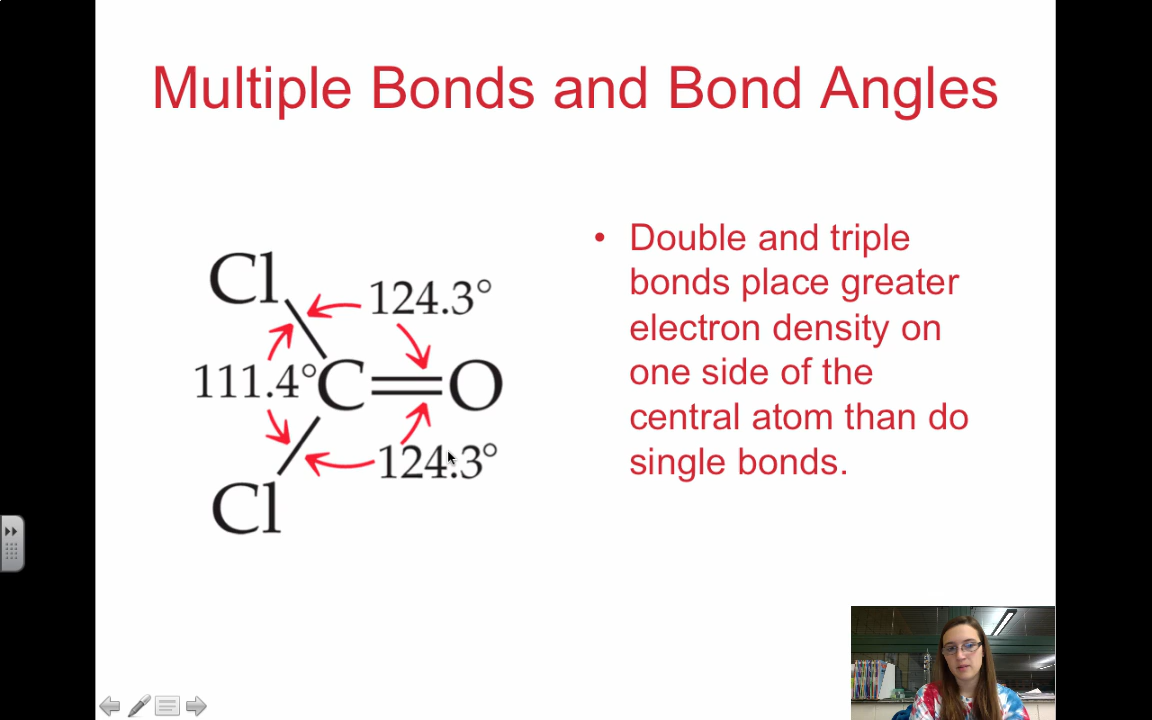 Multiple Bonds and Bond Angles
Cl
124.3°
111.4°
C
O
124.3°
Cl
• Double and triple
bonds place greater
electron density on
one side of the
central atom than do
single bonds.